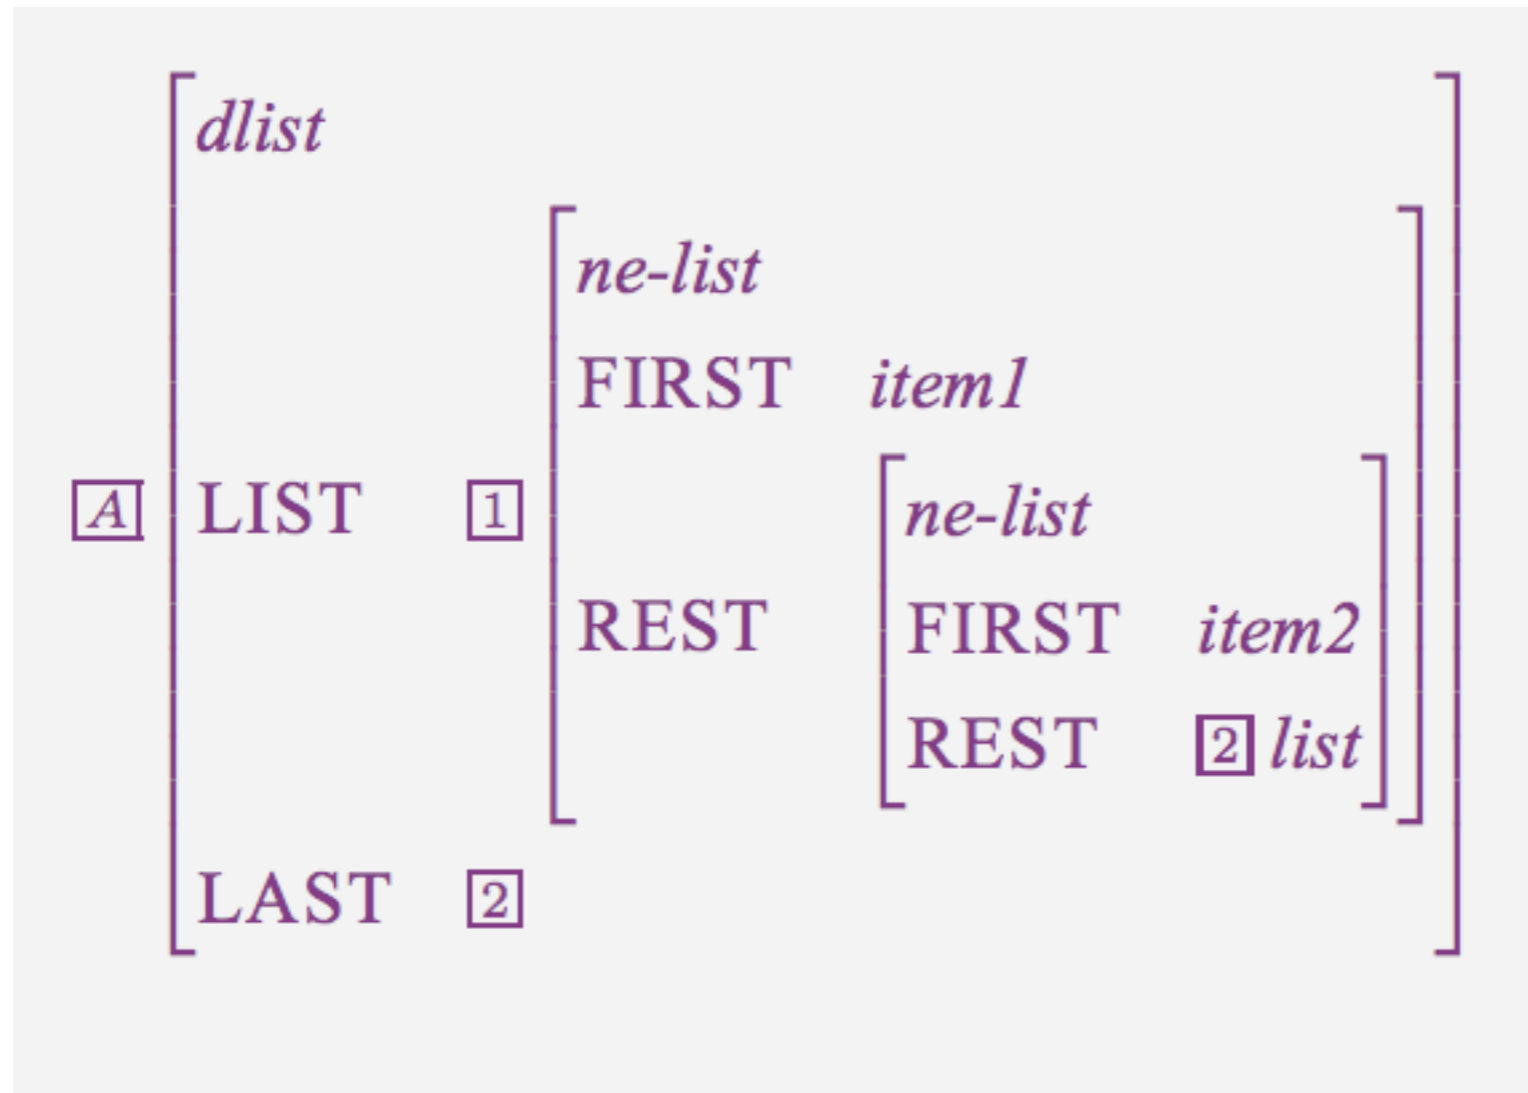 dlist
ne-list
FIRST item1
A LIST 1 ne-list
REST FIRST item2
REST 2 list
LAST 2